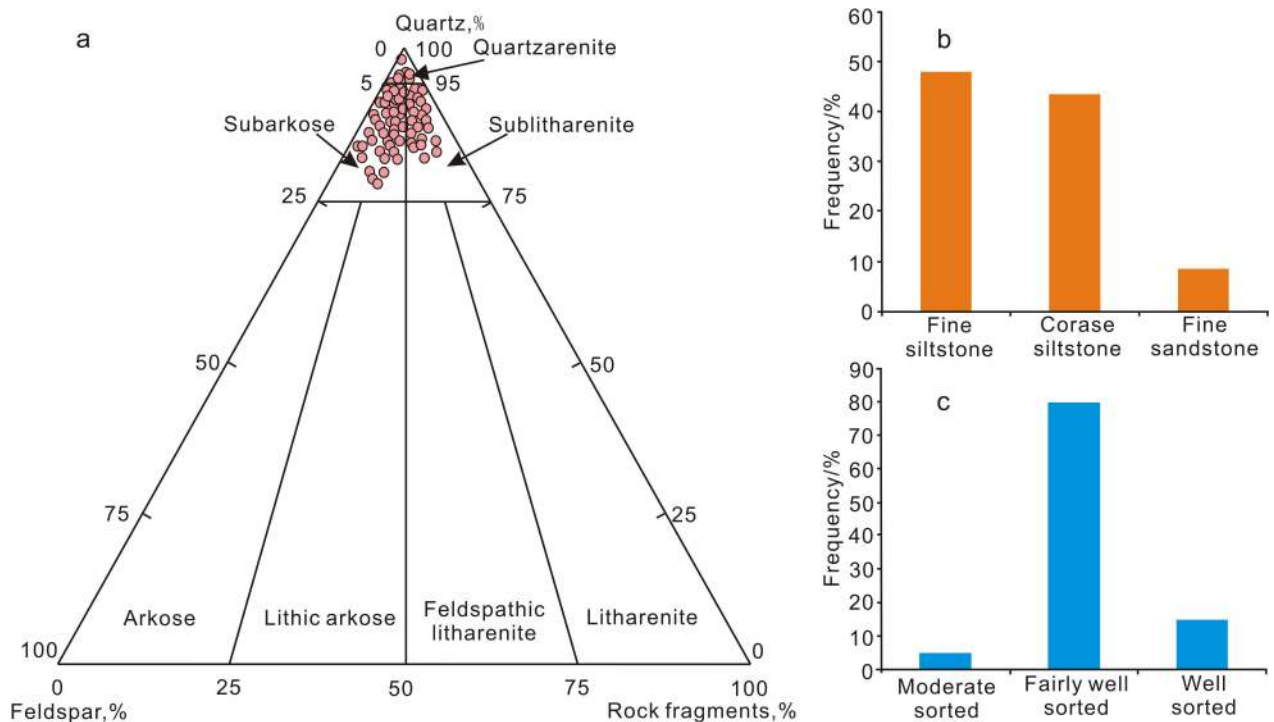 a
Quartz,%
0 100
Quartzarenite
5 95
Subarkose
Sublitharenite
25 75
50 50
75 25
Arkose
Lithic arkose
Feldspathic
litharenite
Litharenite
100 0
0 25 50 75 100
Feldspar,%
Rock fragments,%
b
Frequency/%
60
50
40
30
20
10
0
Fine
siltstone
Corase
siltstone
Fine
sandstone
c
Frequency/%
90
80
70
60
50
40
30
20
10
0
Moderate
sorted
Fairly well
sorted
Well
sorted